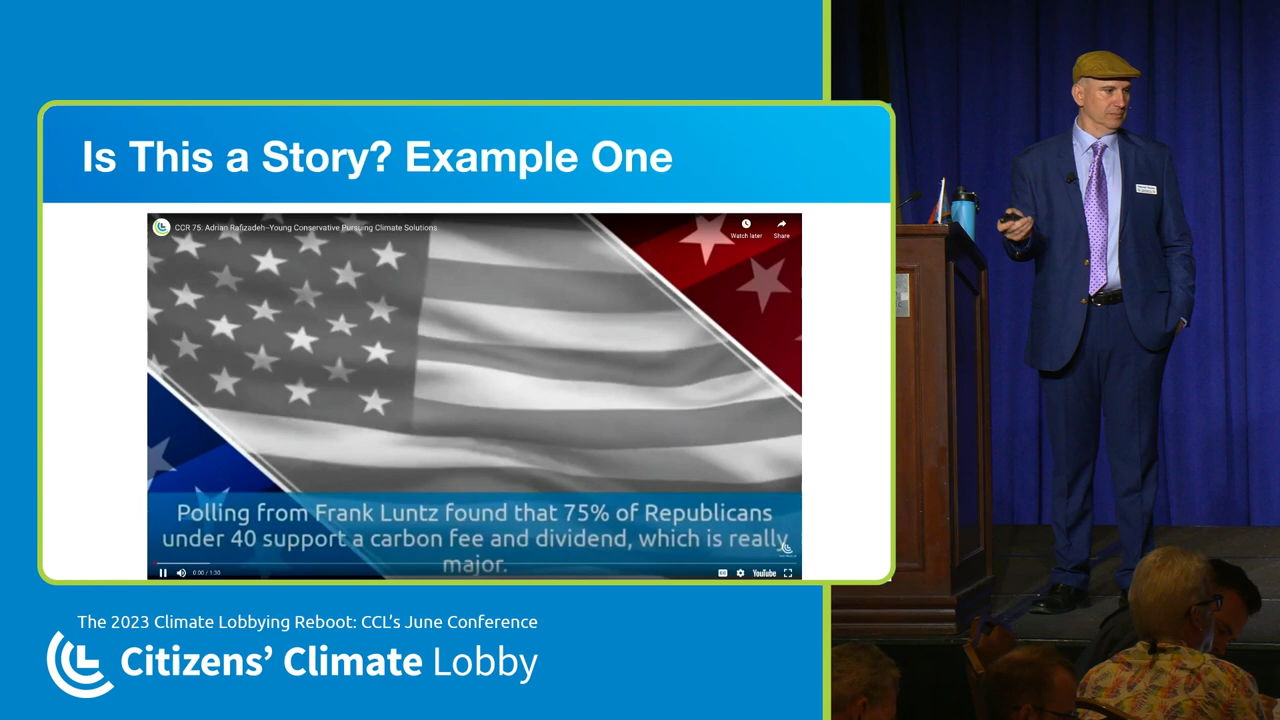 Is This a Story? Example One
CCR 75: Adrian Rafizadeh–Young Conservative Pursuing Climate Solutions
Watch later
Share
Polling from Frank Luntz found that 75% of Republicans
under 40 support a carbon fee and dividend, which is really
major.
0:00 / 1:30
CC
YouTube
The 2023 Climate Lobbying Reboot: CCL’s June Conference
Citizens’ Climate Lobby